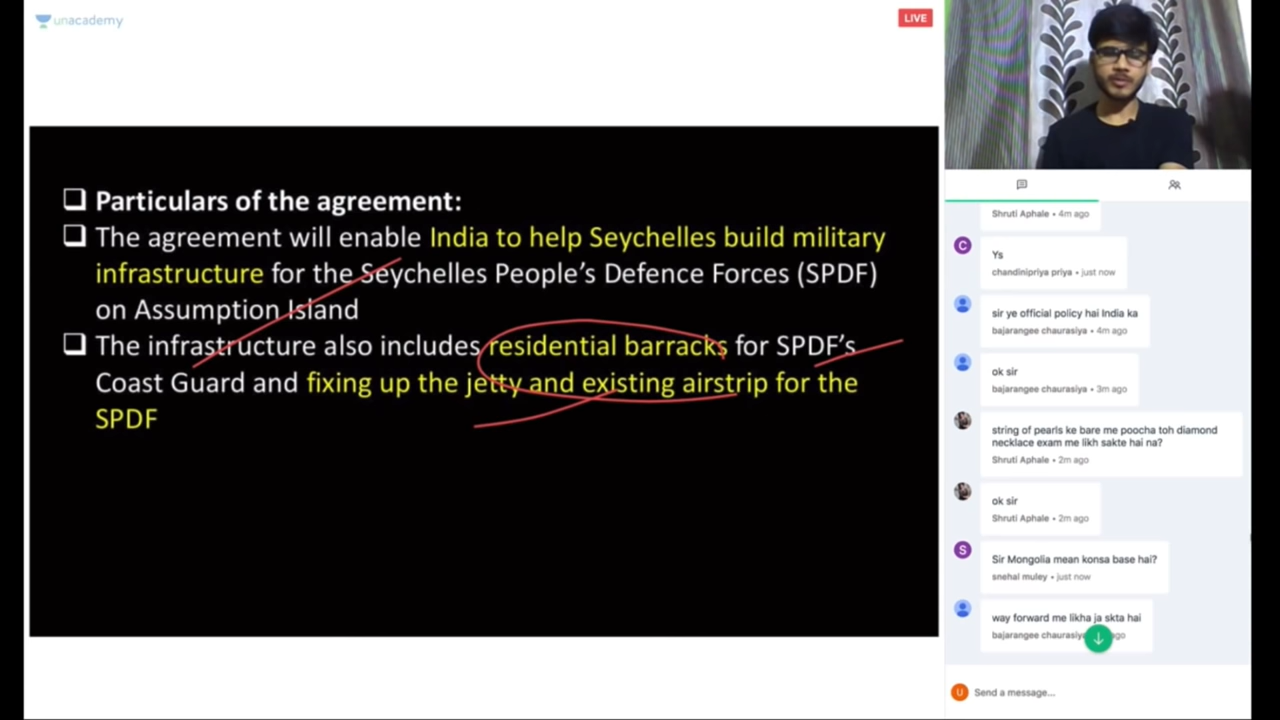 unacademy
LIVE
❑ Particulars of the agreement:
❑ The agreement will enable India to help Seychelles build military
infrastructure for the Seychelles People's Defence Forces (SPDF)
on Assumption Island
❑ The infrastructure also includes residential barracks for SPDF's
Coast Guard and fixing up the jetty and existing airstrip for the
SPDF
Shruti Aphale • 4m ago
C
Ys
chandinipriya priya • just now
sir ye official policy hai India ka
bajarangee chaurasiya • 4m ago
ok sir
bajarangee chaurasiya • 3m ago
string of pearls ke bare me poocha toh diamond
necklace exam me likh sakte hai na?
Shruti Aphale • 2m ago
ok sir
Shruti Aphale • 2m ago
S
Sir Mongolia mean konsa base hai?
snehal muley • just now
way forward me likha ja skta hai
bajarangee chaurasiya ago
U
Send a message...